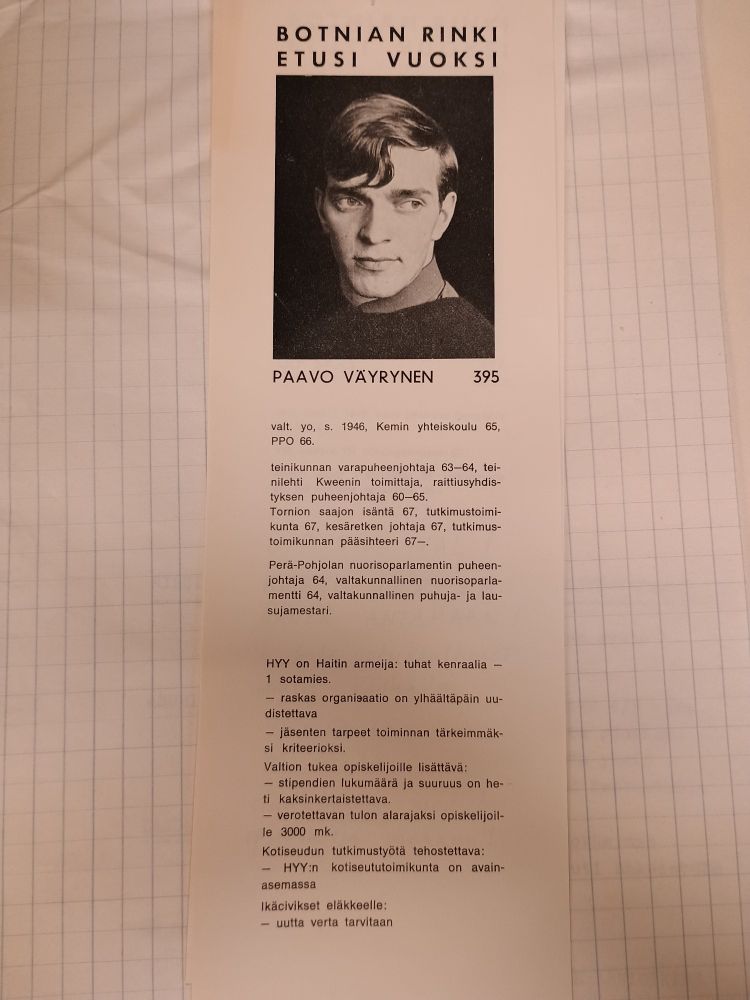 BOTNIAN RINKI
ETUSI VUOKSI
PAAVO VÄYRYNEN 395
valt. yo, s. 1946, Kemin yhteiskoulu 65,
PPO 66.
teinikunnan varapuheenjohtaja 63—64, tei-
nilehti Kweenin toimittaja, raittiusyhdis-
tyksen puheenjohtaja 60—65.
Tornion saajon isäntä 67, tutkimustoimi-
kunta 67, kesäretken johtaja 67, tutkimus-
toimikunnan pääsihteeri 67—.
Perä-Pohjolan nuorisoparlamentin puheen-
johtaja 64, valtakunnallinen nuorisoparla-
mentti 64, valtakunnallinen puhuja- ja lau-
sujamestari.
HYY on Haitin armeija: tuhat kenraalia —
1 sotamies.
— raskas organisaatio on ylhäältäpäin uu-
distettava
— jäsenten tarpeet toiminnan tärkeimmäk-
si kriteerioksi.
Valtion tukea opiskelijoille lisättävä:
— stipendien lukumäärä ja suuruus on he-
ti kaksinkertaistettava.
— verotettavan tulon alarajaksi opiskelijoil-
le 3000 mk.
Kotiseudun tutkimustyötä tehostettava:
— HYY:n kotiseututoimikunta on avain-
asemassa
Ikäcivikset eläkkeelle:
— uutta verta tarvitaan